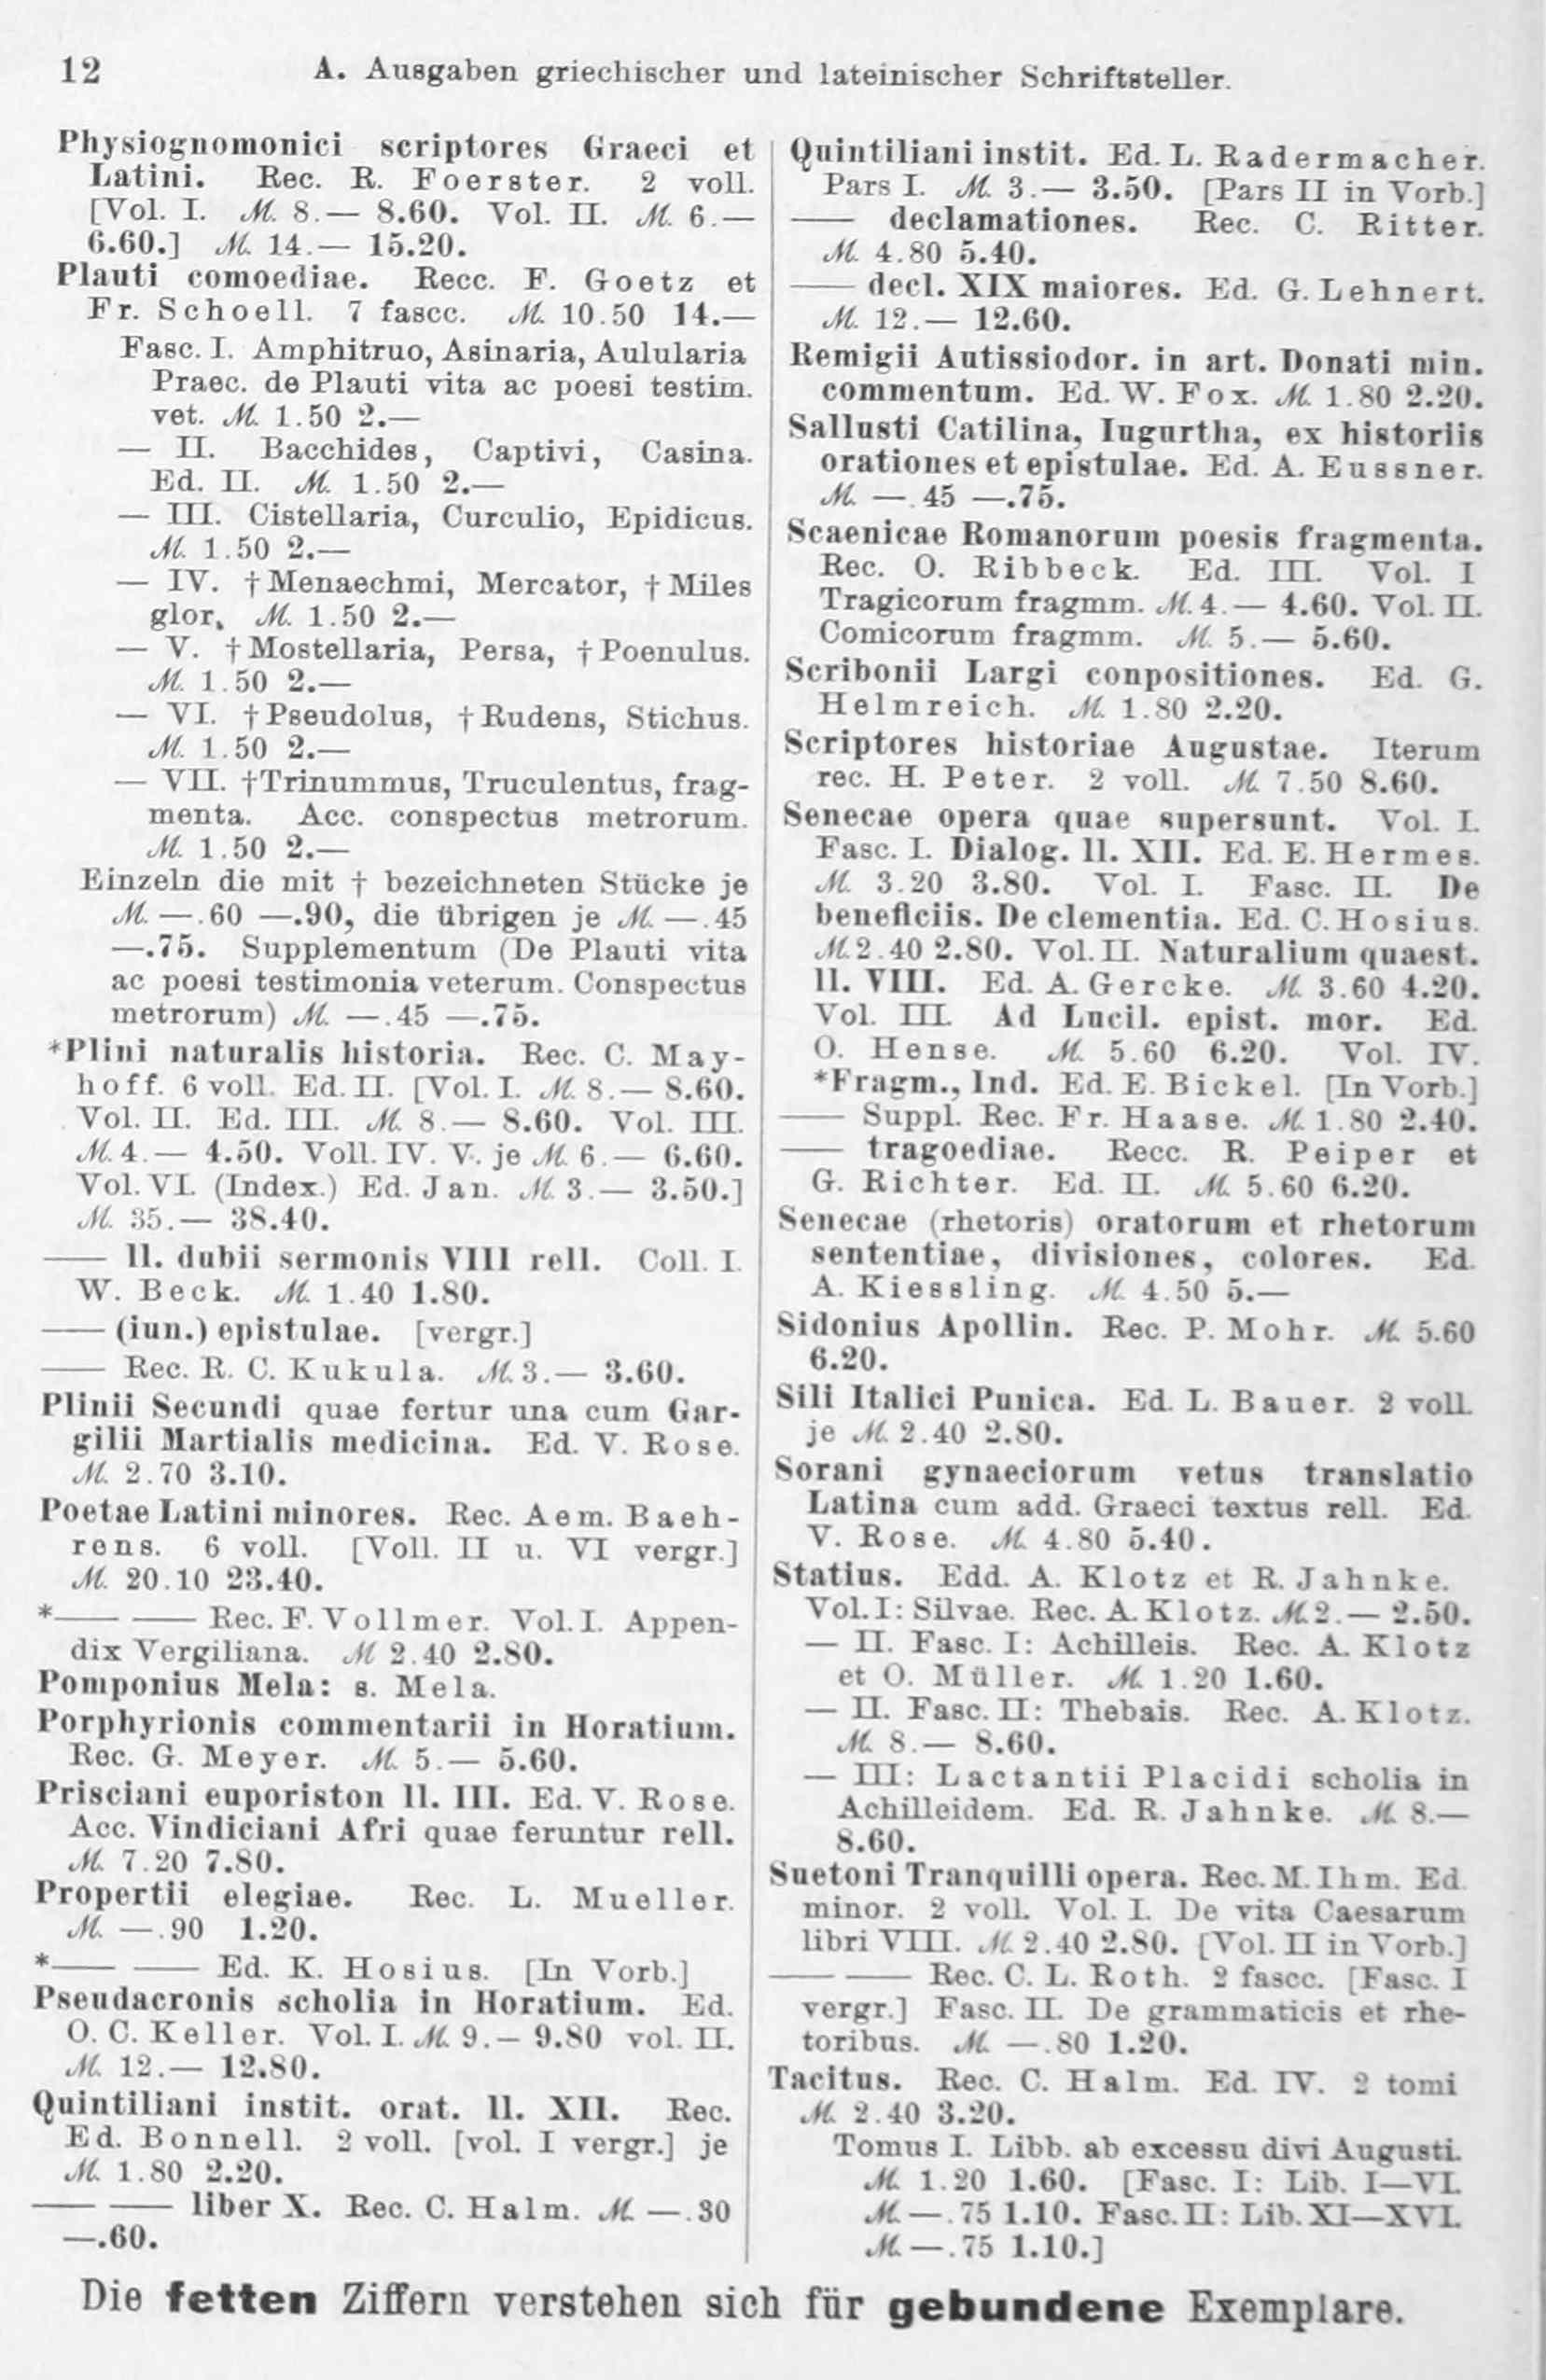 12
A. Ausgaben griechischer und lateinischer Schriftsteller.
Physiognomonici scriptores Graeci et
Latini. Rec. R. Foerster. 2 voll.
[Vol. I. M. 8.— 8.60. Vol. II. M. 6.—
6.60.] M. 14.— 15.20.
Plauti comoediae. Recc. F. Goetz et
Fr. Schoell. 7 fascc. M. 10.50 14.—
Fasc. I. Amphitruo, Asinaria, Aulularia
Praec. de Plauti vita ac poesi testim.
vet. M. 1.50 2.—
— II. Bacchides, Captivi, Casina.
Ed. II. M. 1.50 2.—
— III. Cistellaria, Curculio, Epidicus.
M. 1.50 2.—
— IV. †Menaechmi, Mercator, †Miles
glor. M. 1.50 2.—
— V. †Mostellaria, Persa, †Poenulus.
M. 1.50 2.—
— VI. †Pseudolus, †Rudens, Stichus.
M. 1.50 2.—
— VII. †Trinummus, Truculentus, frag-
menta. Acc. conspectus metrorum.
M. 1.50 2.—
Einzeln die mit † bezeichneten Stücke je
M. —.60 —.90, die übrigen je M. —.45
—.75. Supplementum (De Plauti vita
ac poesi testimonia veterum. Conspectus
metrorum) M. —.45 —.75.
*Plini naturalis historia. Rec. C. May-
hoff. 6 voll. Ed. II. [Vol. I. M. 8.— 8.60.
Vol. II. Ed. III. M. 8.— 8.60. Vol. III.
M. 4.— 4.50. Voll. IV. V. je M. 6.— 6.60.
Vol. VI. (Index.) Ed. Jan. M. 3.— 3.50.]
M. 35.— 38.40.
—— ll. dubii sermonis VIII rell. Coll. I.
W. Beck. M. 1.40 1.80.
—— (iun.) epistulae. [vergr.]
—— Rec. R. C. Kukula. M. 3.— 3.60.
Plinii Secundi quae fertur una cum Gar-
gilii Martialis medicina. Ed. V. Rose.
M. 2.70 3.10.
Poetae Latini minores. Rec. Aem. Baeh-
rens. 6 voll. [Voll. II u. VI vergr.]
M. 20.10 23.40.
*—— —— Rec. F. Vollmer. Vol. I. Appen-
dix Vergiliana. M 2.40 2.80.
Pomponius Mela: s. Mela.
Porphyrionis commentarii in Horatium.
Rec. G. Meyer. M. 5.— 5.60.
Prisciani euporiston ll. III. Ed. V. Rose.
Acc. Vindiciani Afri quae feruntur rell.
M. 7.20 7.80.
Propertii elegiae. Rec. L. Mueller.
M. —.90 1.20.
*—— —— Ed. K. Hosius. [In Vorb.]
Pseudacronis scholia in Horatium. Ed.
O. C. Keller. Vol. I. M. 9.— 9.80 vol. II.
M. 12.— 12.80.
Quintiliani instit. orat. ll. XII. Rec.
Ed. Bonnell. 2 voll. [vol. I vergr.] je
M. 1.80 2.20.
—— —— liber X. Rec. C. Halm. M. —.30
—.60.
Quintiliani instit. Ed. L. Radermacher.
Pars I. M. 3.— 3.50. [Pars II in Vorb.]
—— declamationes. Rec. C. Ritter.
M. 4.80 5.40.
—— decl. XIX maiores. Ed. G. Lehnert.
M. 12.— 12.60.
Remigii Autissiodor. in art. Donati min.
commentum. Ed. W. Fox. M. 1.80 2.20.
Sallusti Catilina, Iugurtha, ex historiis
orationes et epistulae. Ed. A. Eussner.
M. —.45 —.75.
Scaenicae Romanorum poesis fragmenta.
Rec. O. Ribbeck. Ed. III. Vol. I
Tragicorum fragmm. M. 4.— 4.60. Vol. II.
Comicorum fragmm. M. 5.— 5.60.
Scribonii Largi conpositiones. Ed. G.
Helmreich. M. 1.80 2.20.
Scriptores historiae Augustae. Iterum
rec. H. Peter. 2 voll. M. 7.50 8.60.
Senecae opera quae supersunt. Vol. I.
Fasc. I. Dialog. ll. XII. Ed. E. Hermes.
M. 3.20 3.80. Vol. I. Fasc. II. De
beneficiis. De clementia. Ed. C. Hosius.
M. 2.40 2.80. Vol. II. Naturalium quaest.
ll. VIII. Ed. A. Gercke. M. 3.60 4.20.
Vol. III. Ad Lucil. epist. mor. Ed.
O. Hense. M. 5.60 6.20. Vol. IV.
*Fragm., Ind. Ed. E. Bickel. [In Vorb.]
—— Suppl. Rec. Fr. Haase. M. 1.80 2.40.
—— tragoediae. Recc. R. Peiper et
G. Richter. Ed. II. M. 5.60 6.20.
Senecae (rhetoris) oratorum et rhetorum
sententiae, divisiones, colores. Ed.
A. Kiessling. M. 4.50 5.—
Sidonius Apollin. Rec. P. Mohr. M. 5.60
6.20.
Sili Italici Punica. Ed. L. Bauer. 2 voll.
je M. 2.40 2.80.
Sorani gynaeciorum vetus translatio
Latina cum add. Graeci textus rell. Ed.
V. Rose. M. 4.80 5.40.
Statius. Edd. A. Klotz et R. Jahnke.
Vol. I: Silvae. Rec. A. Klotz. M. 2.— 2.50.
— II. Fasc. I: Achilleis. Rec. A. Klotz
et O. Müller. M. 1.20 1.60.
— II. Fasc. II: Thebais. Rec. A. Klotz.
M. 8.— 8.60.
— III: Lactantii Placidi scholia in
Achilleidem. Ed. R. Jahnke. M. 8.—
8.60.
Suetoni Tranquilli opera. Rec. M. Ihm. Ed.
minor. 2 voll. Vol. I. De vita Caesarum
libri VIII. M. 2.40 2.80. [Vol. II in Vorb.]
—— —— Rec. C. L. Roth. 2 fascc. [Fasc. I
vergr.] Fasc. II. De grammaticis et rhe-
toribus. M. —.80 1.20.
Tacitus. Rec. C. Halm. Ed. IV. 2 tomi
M. 2.40 3.20.
Tomus I. Libb. ab excessu divi Augusti.
M. 1.20 1.60. [Fasc. I: Lib. I—VI.
M. —.75 1.10. Fasc. II: Lib. XI—XVI.
M. —.75 1.10.]
Die fetten Ziffern verstehen sich für gebundene Exemplare.